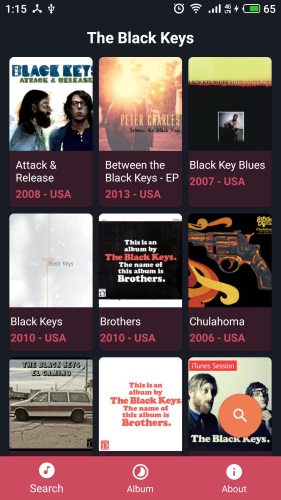 1:15
4G
LTE
65
The Black Keys
BLACK KEYS
ATTACK & RELEASE
PETER CHARLES
Between the Black Keys
Attack &
Release
2008 - USA
Between the
Black Keys - EP
2013 - USA
Black Key Blues
2007 - USA
Black Keys
This is an
album by
The Black Keys.
The name of
this album is
Brothers.
Black Keys
2010 - USA
Brothers
2010 - USA
Chulahoma
2006 - USA
THE BLACK KEYS
EL CAMINO
This is an
album by
The Black Keys.
The name of
this album is
Brothers.
iTunes Session
The Black Keys
Search
Album
About